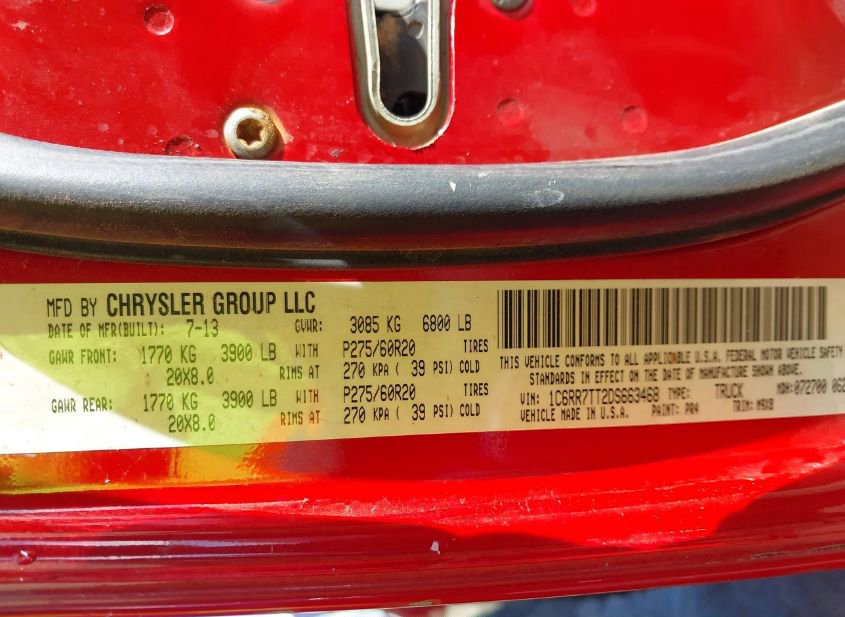 MFD BY CHRYSLER GROUP LLC
DATE OF MFR(BUILT): 7-13 GVWR: 3085 KG 6800 LB
GAWR FRONT: 1770 KG 3900 LB WITH P275/60R20 TIRES
20X8.0 RIMS AT 270 KPA ( 39 PSI) COLD
GAWR REAR: 1770 KG 3900 LB WITH P275/60R20 TIRES
20X8.0 RIMS AT 270 KPA ( 39 PSI) COLD
THIS VEHICLE CONFORMS TO ALL APPLICABLE U.S.A. FEDERAL MOTOR VEHICLE SAFETY
STANDARDS IN EFFECT ON THE DATE OF MANUFACTURE SHOWN ABOVE.
VIN: 1C6RR7TT2DS663468 TYPE: TRUCK MDH: 072700 062
VEHICLE MADE IN U.S.A. PAINT: PR4 TRIM: M9X9